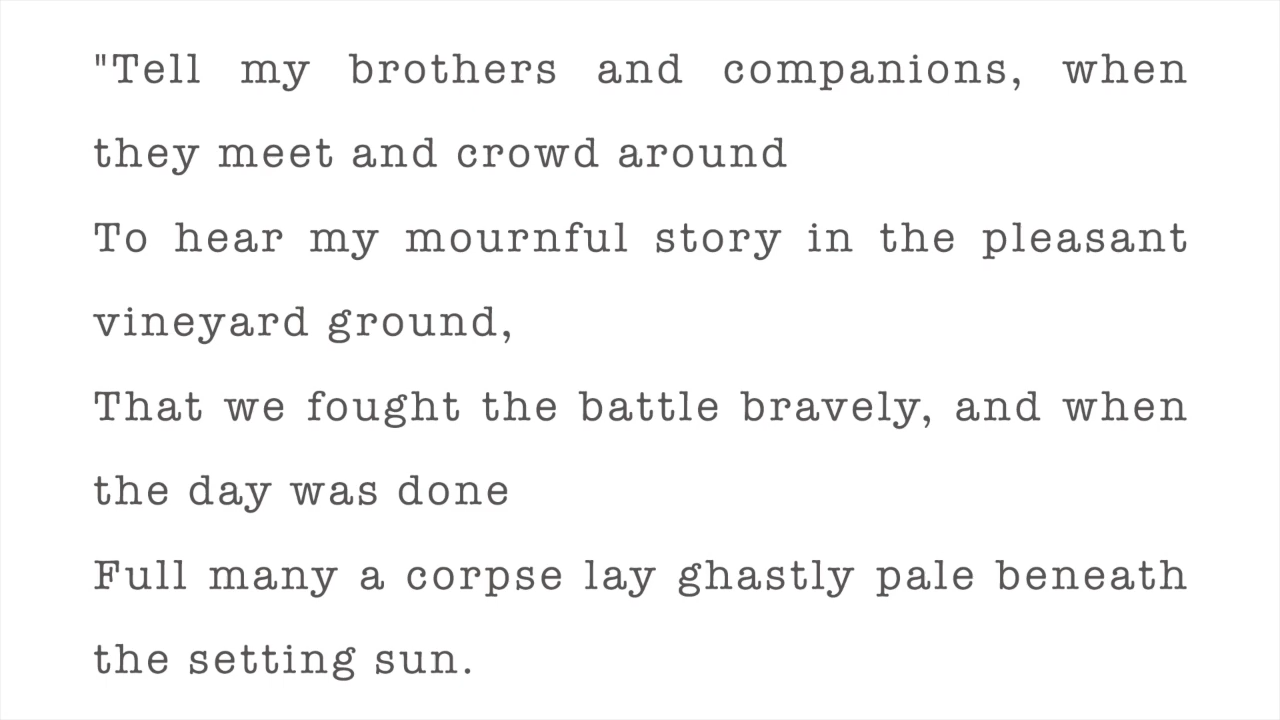 "Tell my brothers and companions, when
they meet and crowd around
To hear my mournful story in the pleasant
vineyard ground,
That we fought the battle bravely, and when
the day was done
Full many a corpse lay ghastly pale beneath
the setting sun.